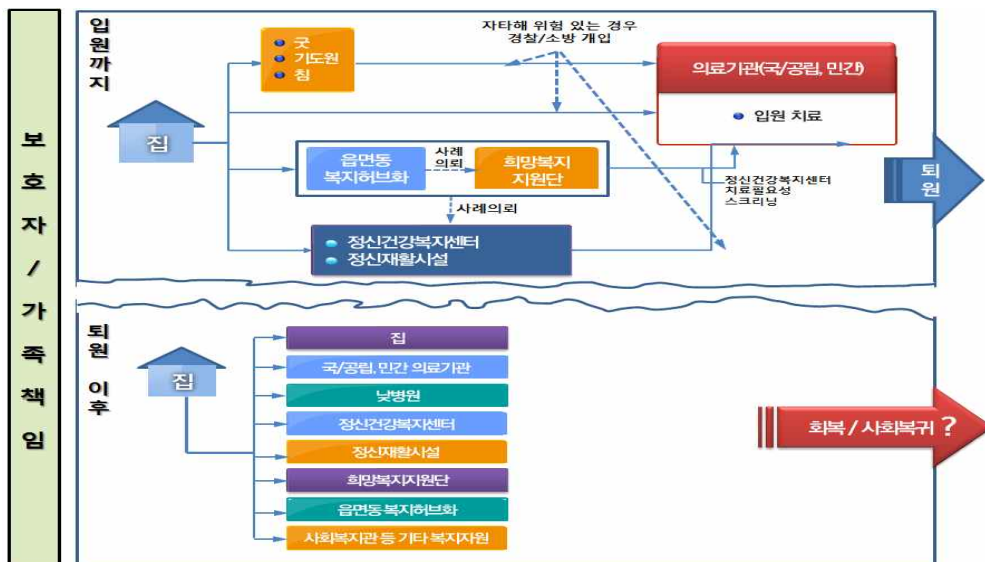 보호자/가족책임
입원까지
집
굿
기도원
침
자타해 위험 있는 경우
경찰/소방 개입
의료기관(국/공립, 민간)
입원 치료
읍면동
복지허브화
사례
의뢰
희망복지
지원단
사례의뢰
정신건강복지센터
정신재활시설
정신건강복지센터
치료필요성
스크리닝
퇴원
퇴원 이후
집
집
국/공립, 민간 의료기관
낮병원
정신건강복지센터
정신재활시설
희망복지지원단
읍면동 복지허브화
사회복지관 등 기타 복지자원
회복 / 사회복귀 ?